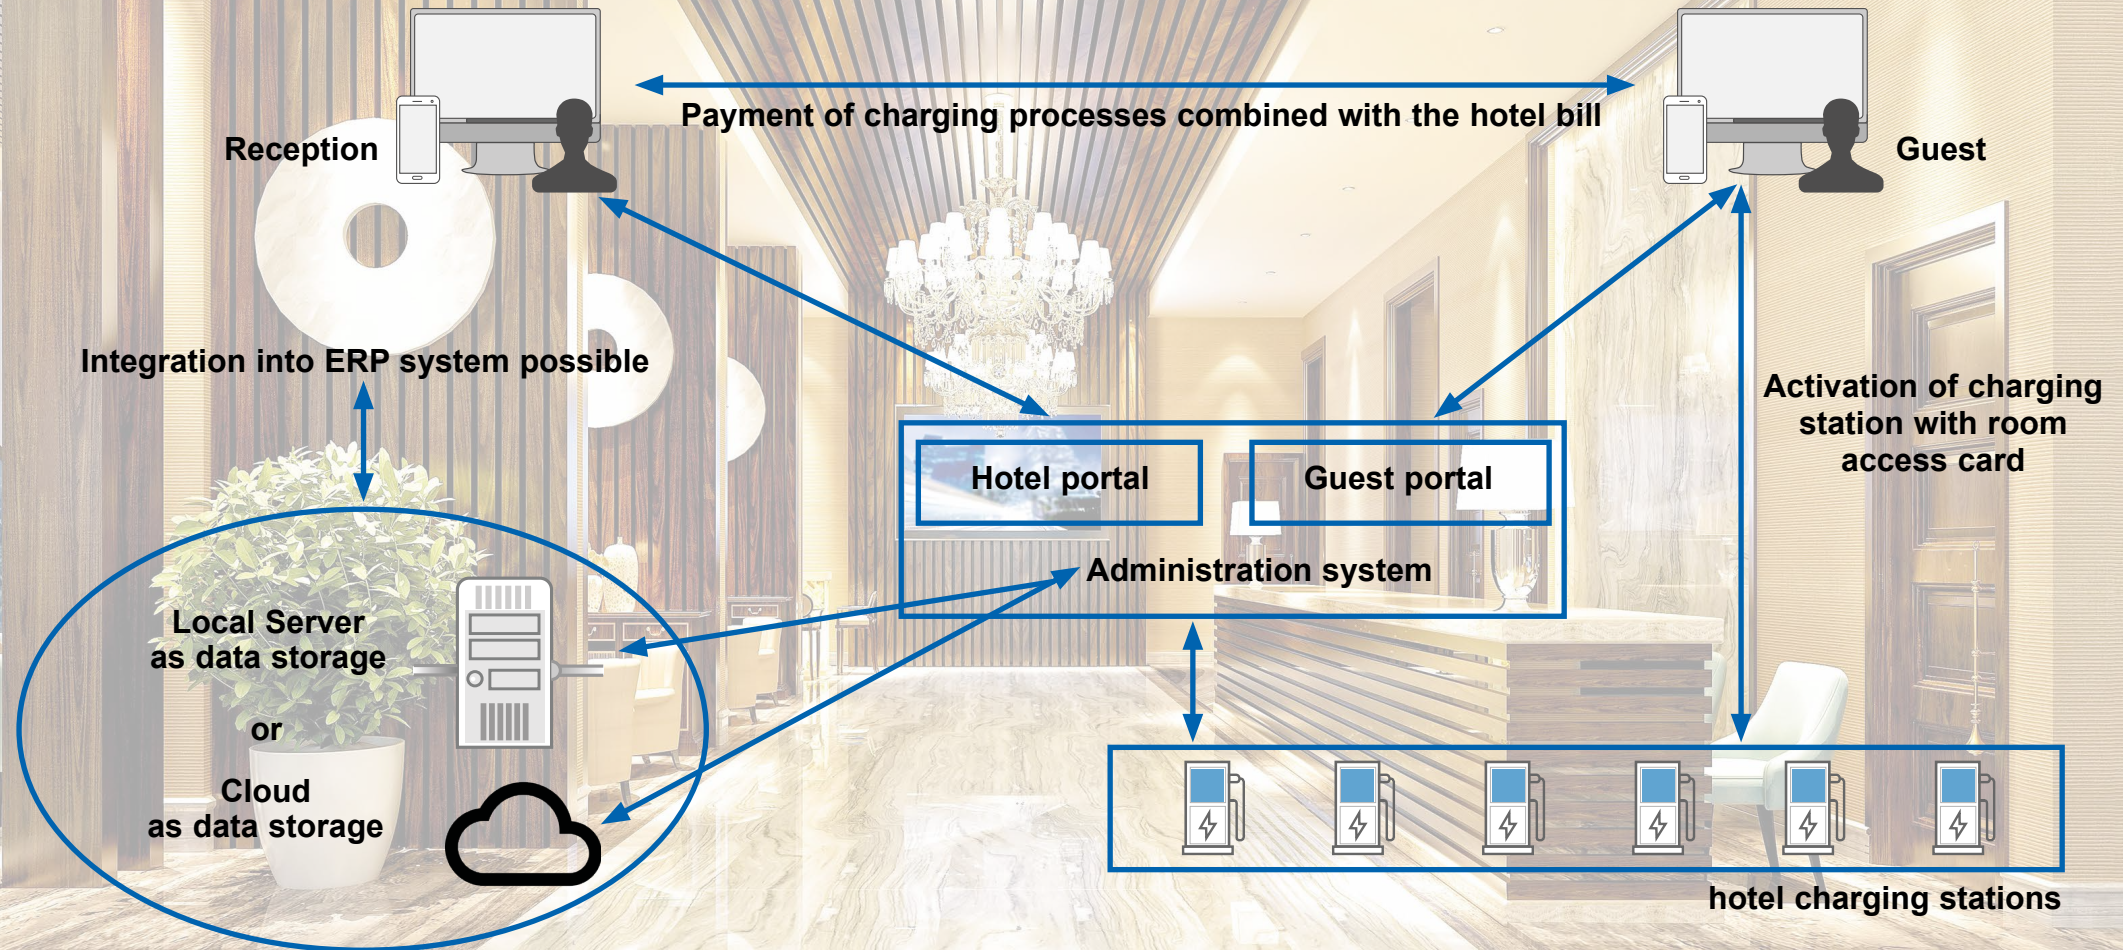 Payment of charging processes combined with the hotel bill
Reception
Guest
Integration into ERP system possible
Activation of charging
station with room
access card
Hotel portal
Guest portal
Administration system
Local Server
as data storage
or
Cloud
as data storage
hotel charging stations